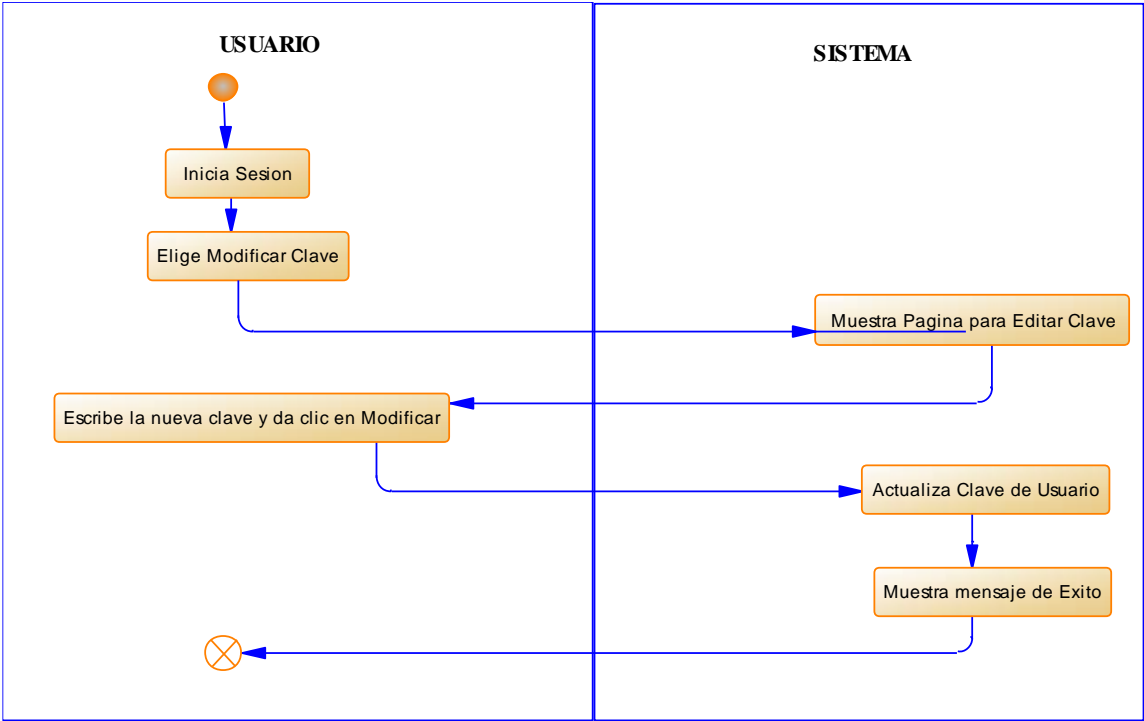 USUARIO
SISTEMA
Inicia Sesion
Elige Modificar Clave
Muestra Pagina para Editar Clave
Escribe la nueva clave y da clic en Modificar
Actualiza Clave de Usuario
Muestra mensaje de Exito